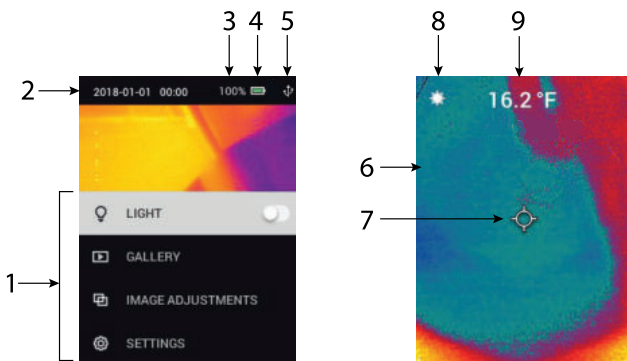 3 4 5
8 9
2 2018-01-01 00:00 100%
16.2 °F
6
LIGHT
7
GALLERY
1
IMAGE ADJUSTMENTS
SETTINGS